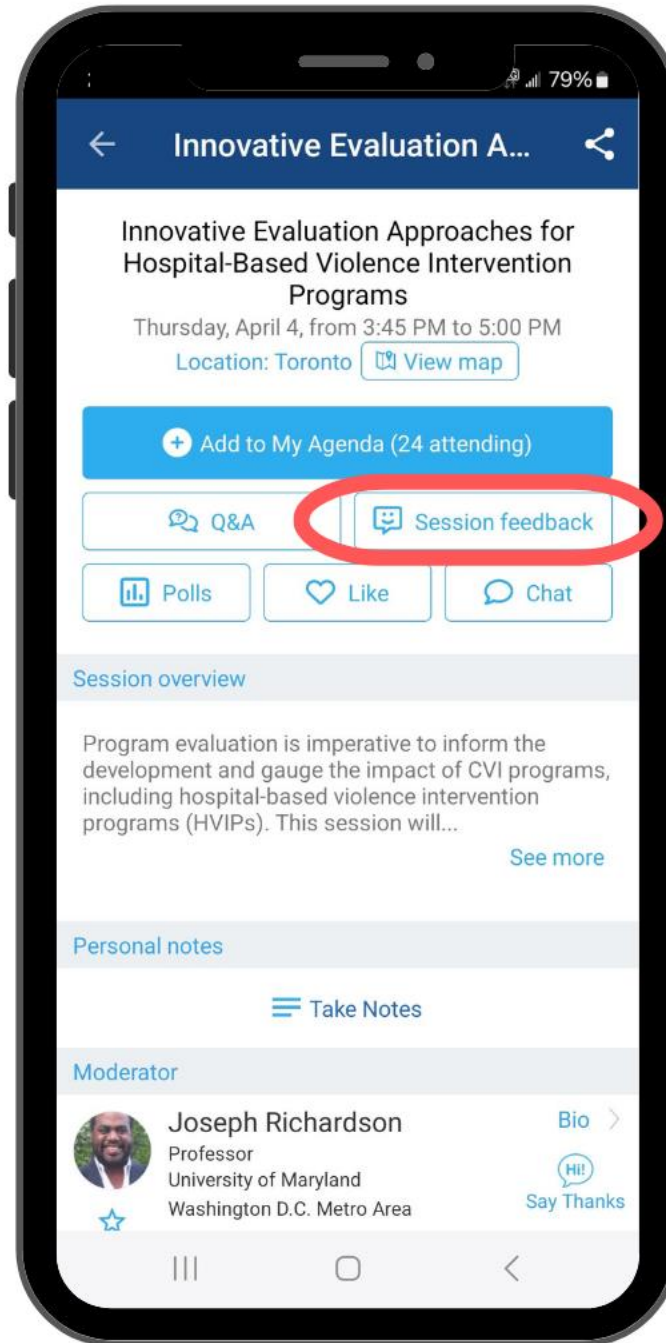 79%
Innovative Evaluation A...
Innovative Evaluation Approaches for
Hospital-Based Violence Intervention
Programs
Thursday, April 4, from 3:45 PM to 5:00 PM
Location: Toronto View map
Add to My Agenda (24 attending)
Q&A Session feedback
Polls Like Chat
Session overview
Program evaluation is imperative to inform the
development and gauge the impact of CVI programs,
including hospital-based violence intervention
programs (HVIPs). This session will...
See more
Personal notes
Take Notes
Moderator
Joseph Richardson Bio
Professor
University of Maryland
Hi!
Washington D.C. Metro Area Say Thanks